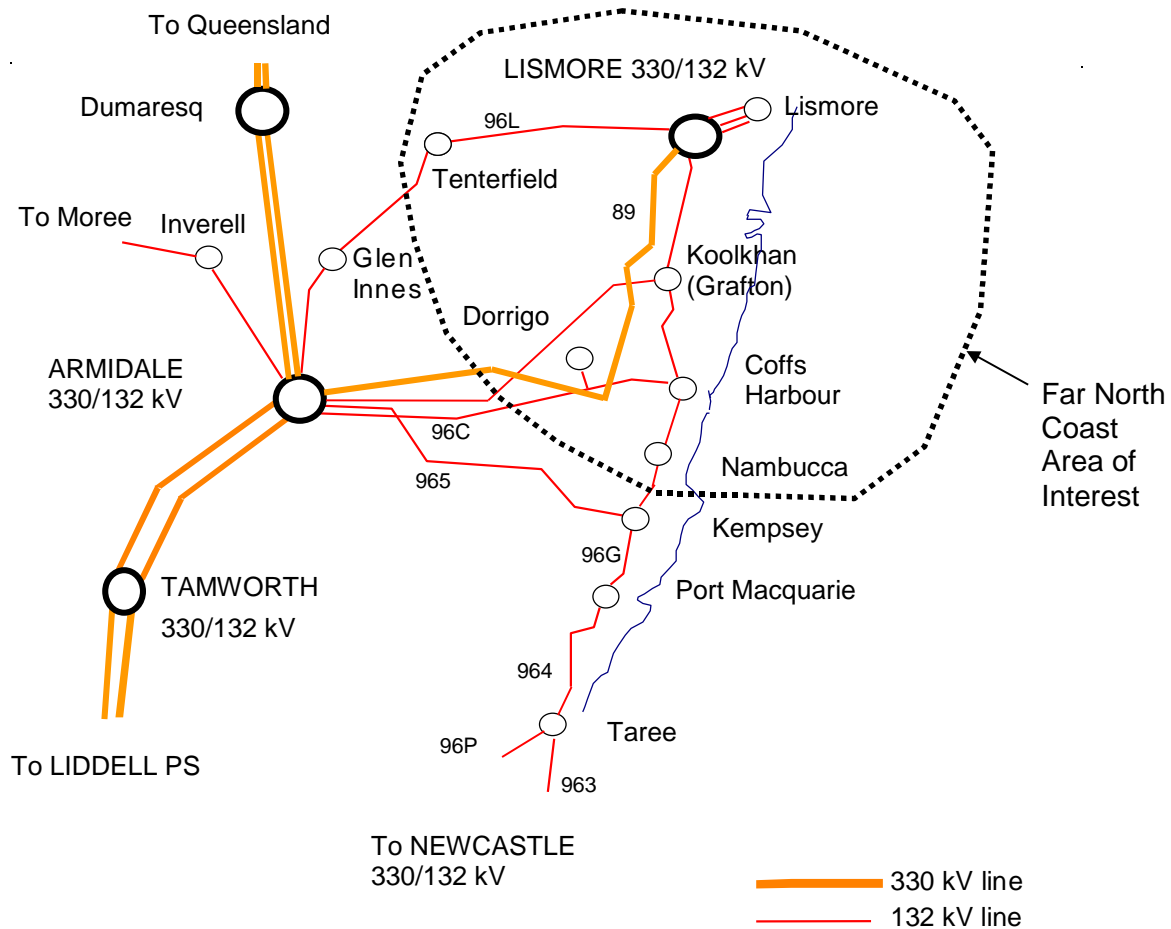 To Queensland
LISMORE 330/132 kV
Dumaresq
Lismore
96L
Tenterfield
To Moree
Inverell
89
Glen
Innes
Koolkhan
(Grafton)
Dorrigo
ARMIDALE
330/132 kV
Coffs
Harbour
Far North
Coast
Area of
Interest
96C
965
Nambucca
Kempsey
96G
TAMWORTH
330/132 kV
Port Macquarie
964
Taree
96P
963
To LIDDELL PS
To NEWCASTLE
330/132 kV
330 kV line
132 kV line